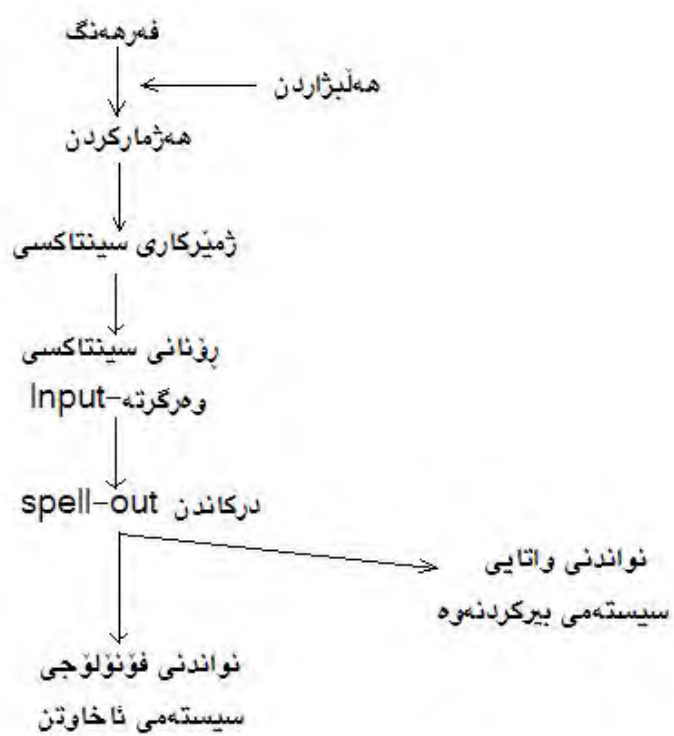 فەرهەنگ
هەڵبژاردن
هەژمارکردن
ژمێرکاری سینتاکسی
ڕۆنانی سینتاکسی
وەرگرتە-Input
درکاندن spell-out
نواندنی واتایی
سیستەمی بیرکردنەوە
نواندنی فۆنۆلۆجی
سیستەمی ئاخاوتن